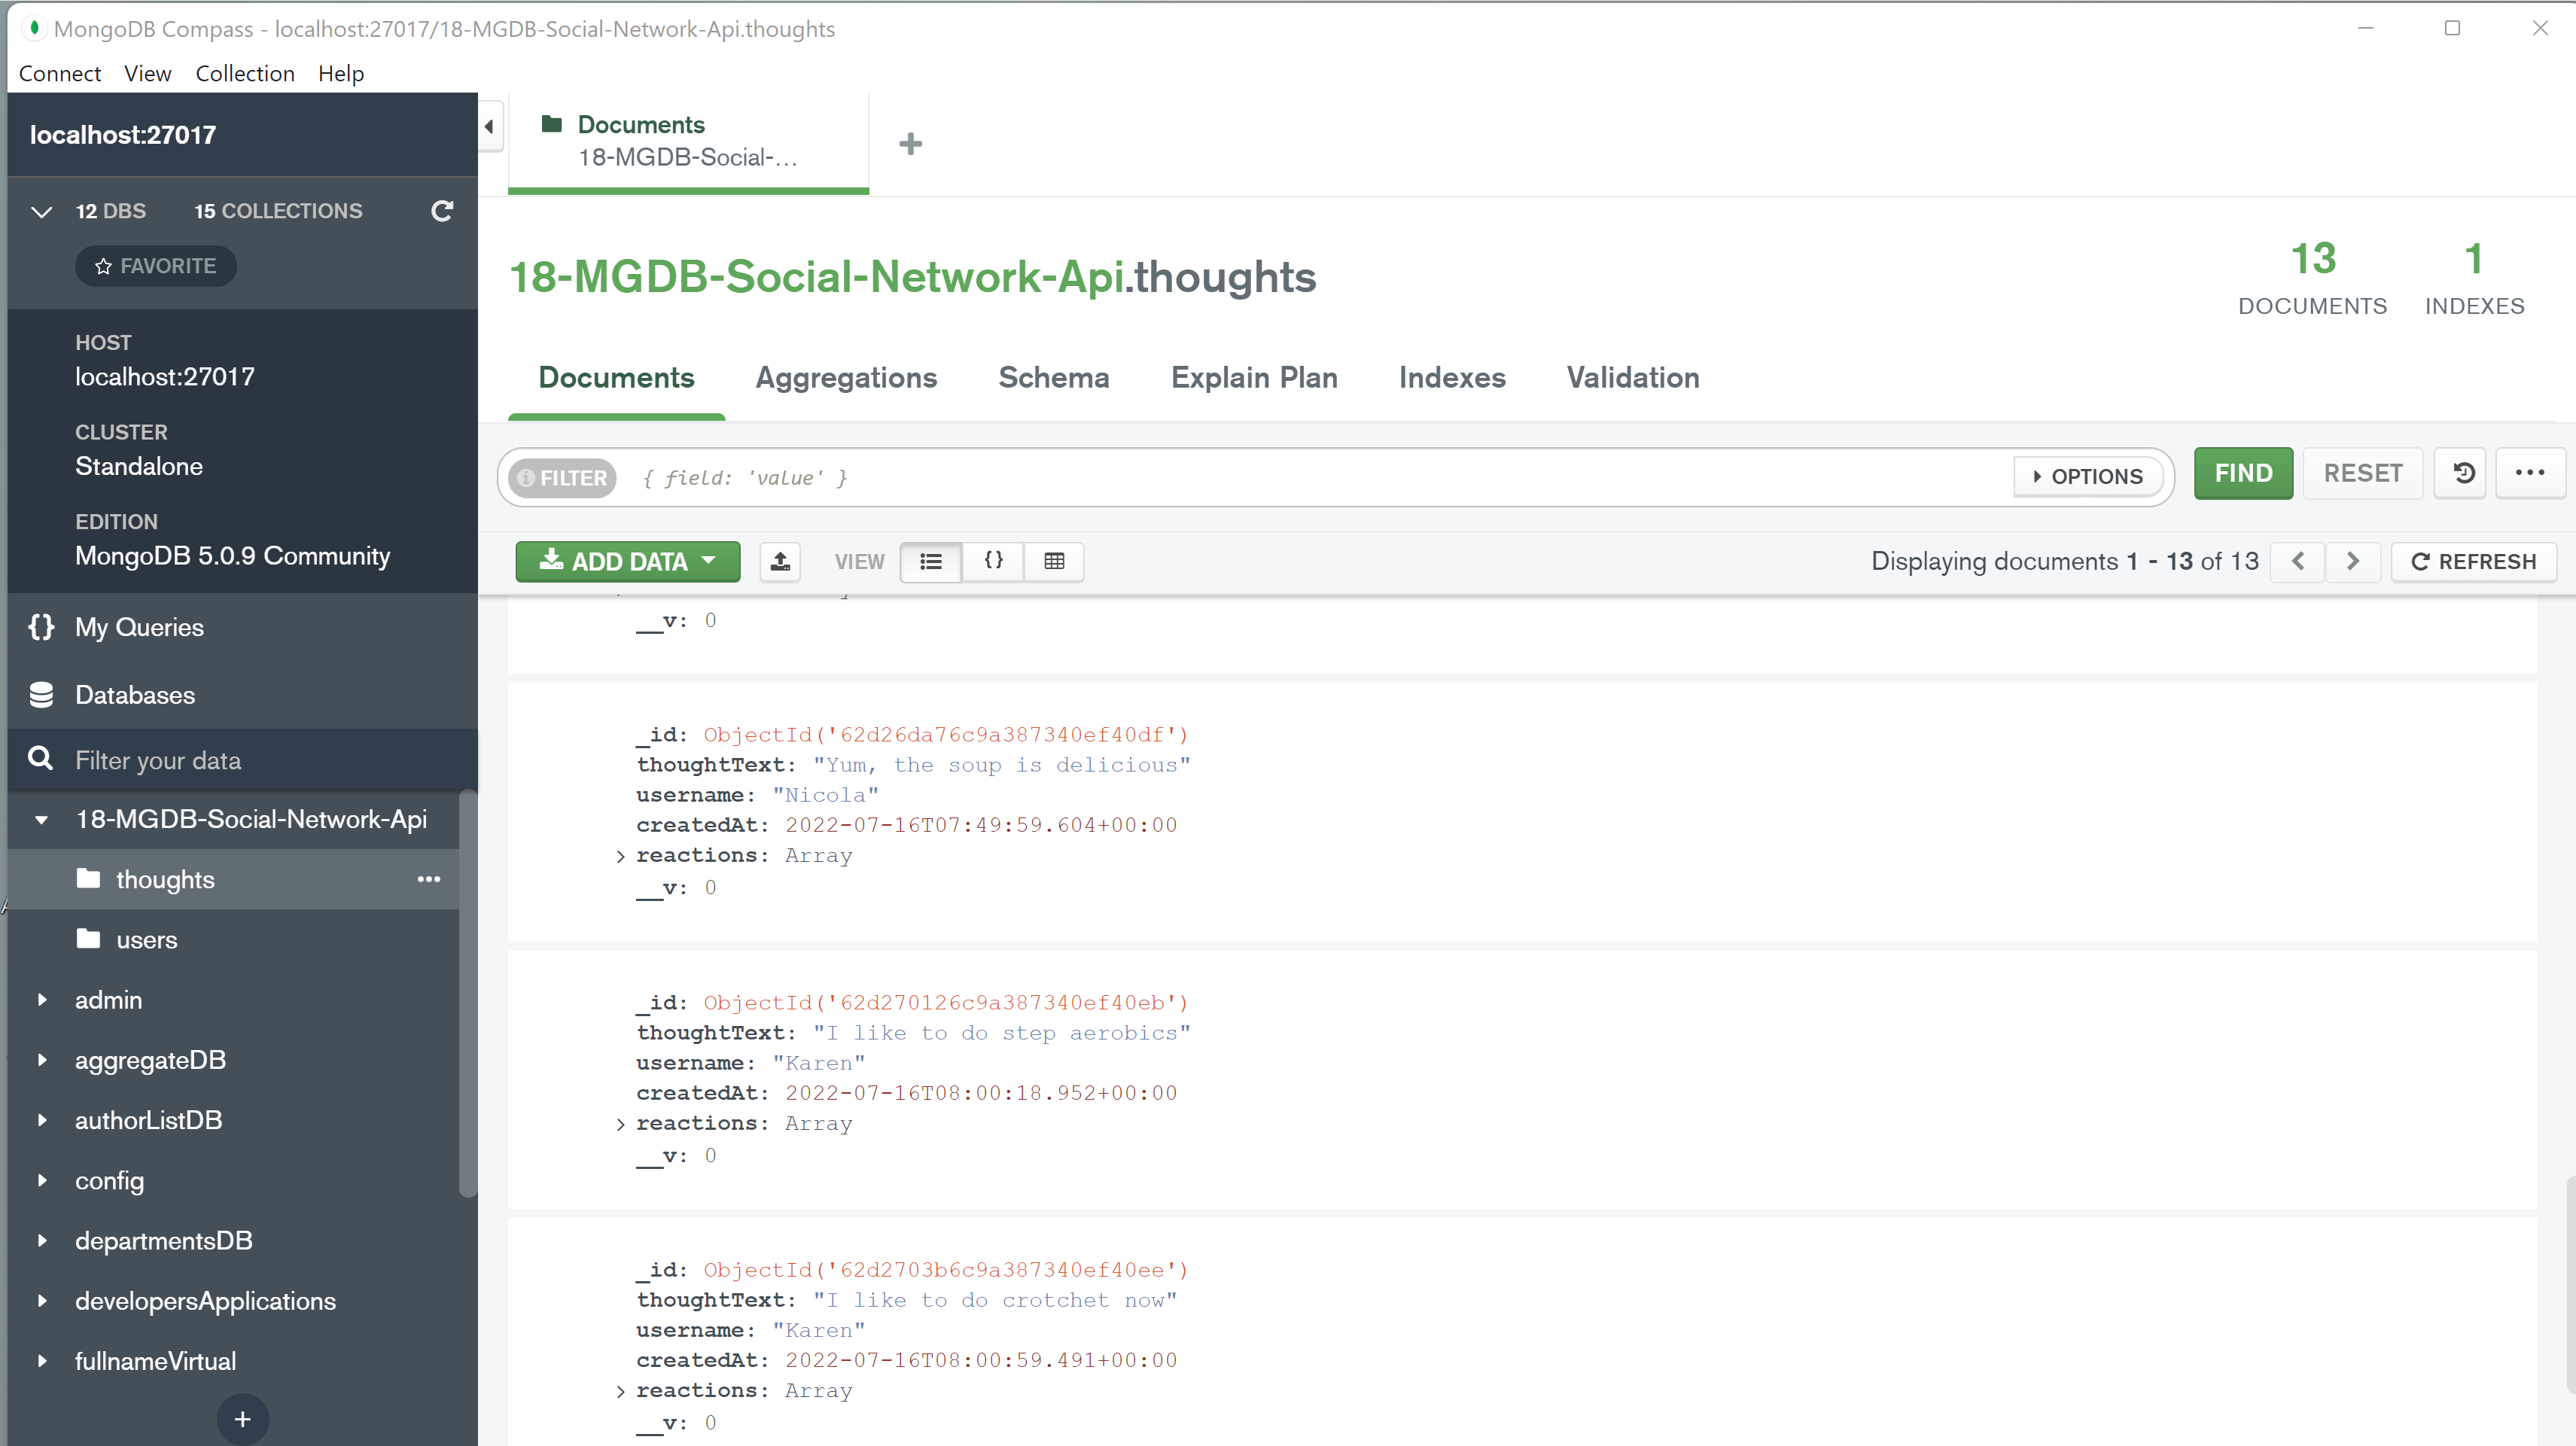 MongoDB Compass - localhost:27017/18-MGDB-Social-Network-Api.thoughts
Connect View Collection Help
localhost:27017
12 DBS 15 COLLECTIONS
FAVORITE
HOST
localhost:27017
CLUSTER
Standalone
EDITION
MongoDB 5.0.9 Community
{} My Queries
Databases
Filter your data
18-MGDB-Social-Network-Api
thoughts •••
users
admin
aggregateDB
authorListDB
config
departmentsDB
developersApplications
fullnameVirtual
+
Documents
18-MGDB-Social-...
+
18-MGDB-Social-Network-Api.thoughts
13
DOCUMENTS
1
INDEXES
Documents Aggregations Schema Explain Plan Indexes Validation
FILTER { field: 'value' } OPTIONS FIND RESET •••
ADD DATA VIEW {} Displaying documents 1 - 13 of 13 < > REFRESH
__v: 0
_id: ObjectId('62d26da76c9a387340ef40df')
thoughtText: "Yum, the soup is delicious"
username: "Nicola"
createdAt: 2022-07-16T07:49:59.604+00:00
> reactions: Array
__v: 0
_id: ObjectId('62d270126c9a387340ef40eb')
thoughtText: "I like to do step aerobics"
username: "Karen"
createdAt: 2022-07-16T08:00:18.952+00:00
> reactions: Array
__v: 0
_id: ObjectId('62d2703b6c9a387340ef40ee')
thoughtText: "I like to do crotchet now"
username: "Karen"
createdAt: 2022-07-16T08:00:59.491+00:00
> reactions: Array
__v: 0